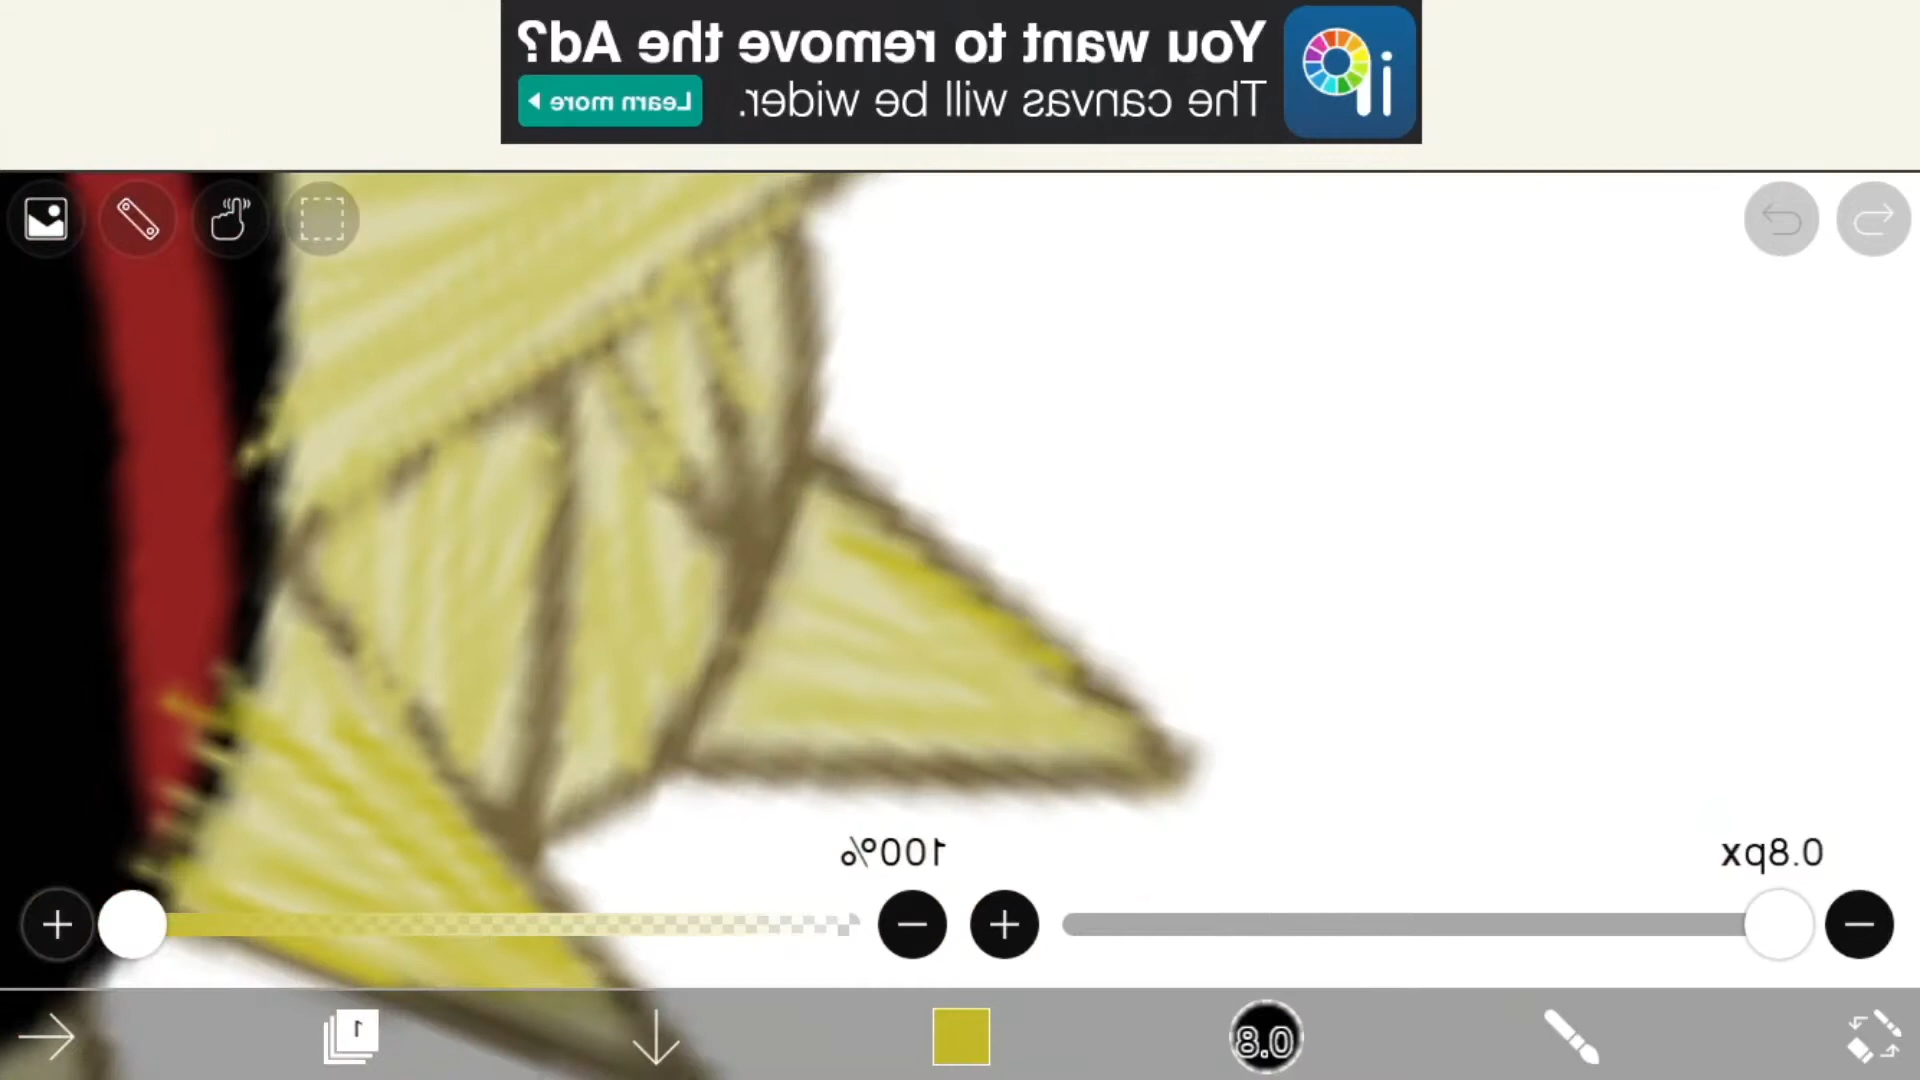 You want to remove the Ad?
The canvas will be wider.
Learn more
ip
0.8px
100%
0.8
1